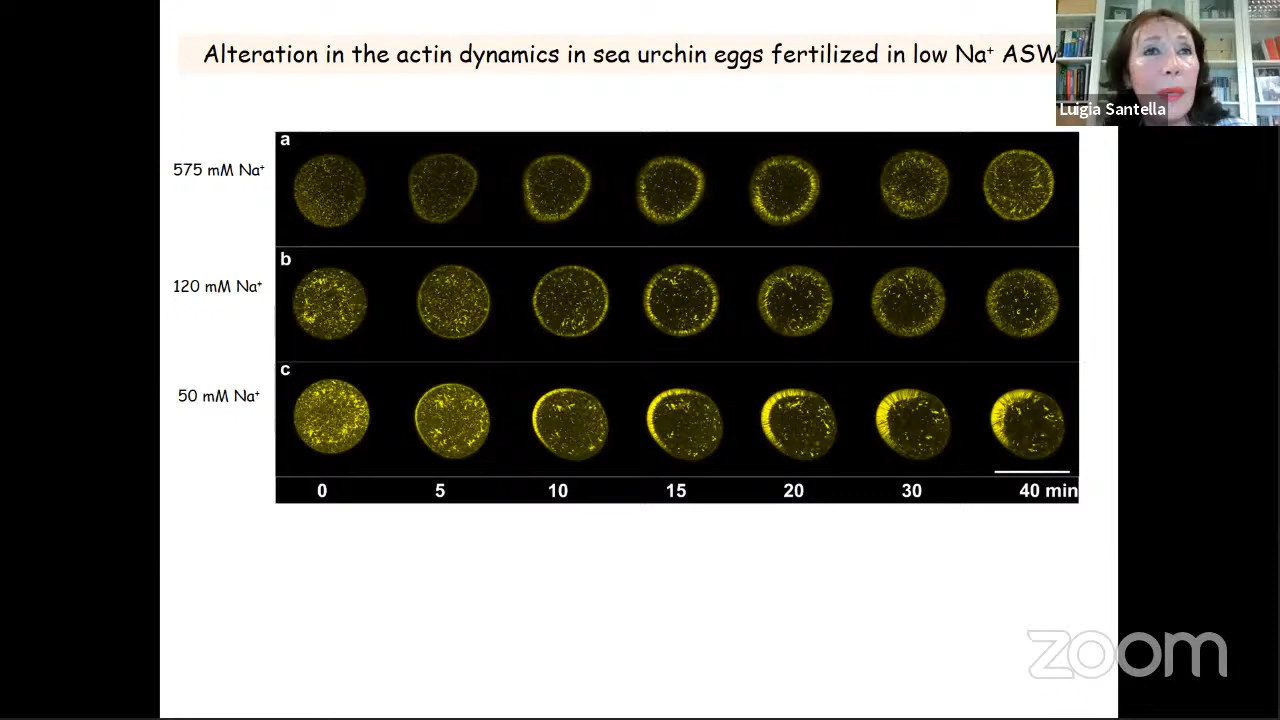 Alteration in the actin dynamics in sea urchin eggs fertilized in low Na⁺ ASW
Luigia Santella
a
575 mM Na⁺
b
120 mM Na⁺
c
50 mM Na⁺
0 5 10 15 20 30 40 min
zoom